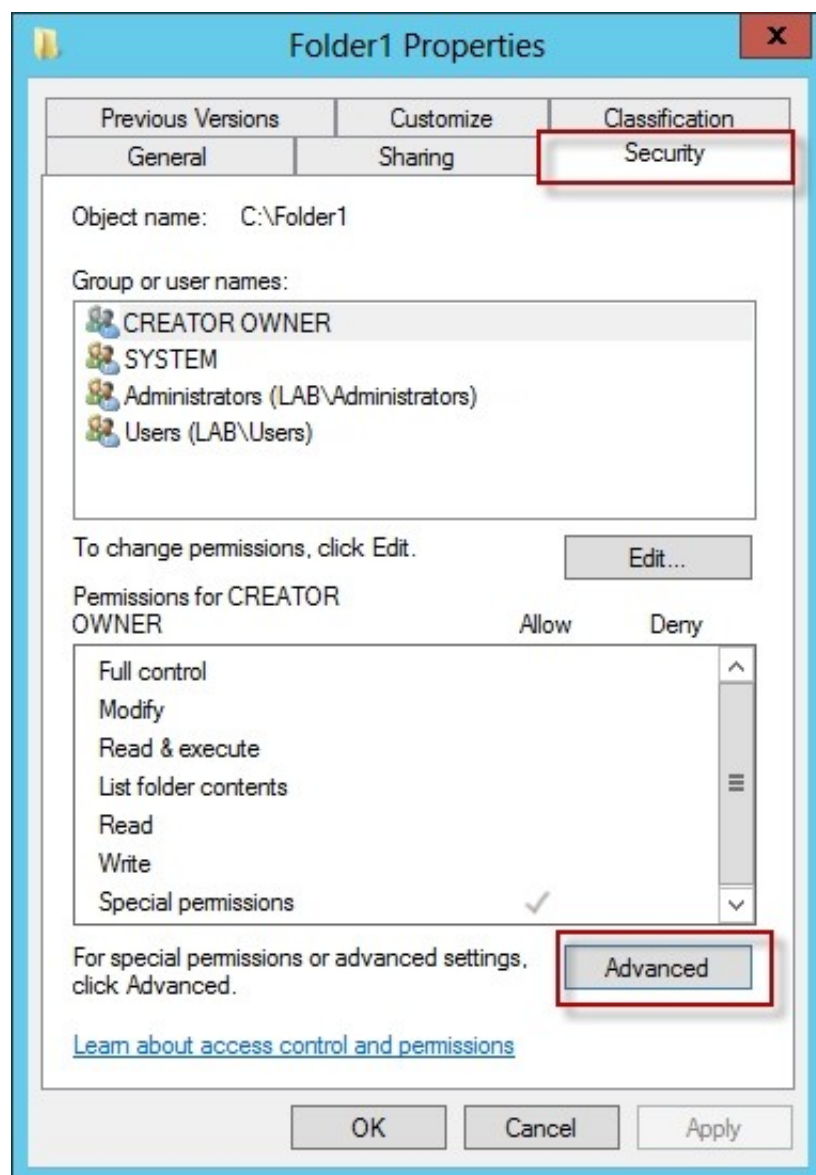 Folder1 Properties
x
Previous Versions Customize Classification
General Sharing Security
Object name: C:\Folder1
Group or user names:
CREATOR OWNER
SYSTEM
Administrators (LAB\Administrators)
Users (LAB\Users)
To change permissions, click Edit. Edit...
Permissions for CREATOR
OWNER Allow Deny
Full control
Modify
Read & execute
List folder contents
Read
Write
Special permissions
For special permissions or advanced settings,
click Advanced. Advanced
Learn about access control and permissions
OK Cancel Apply